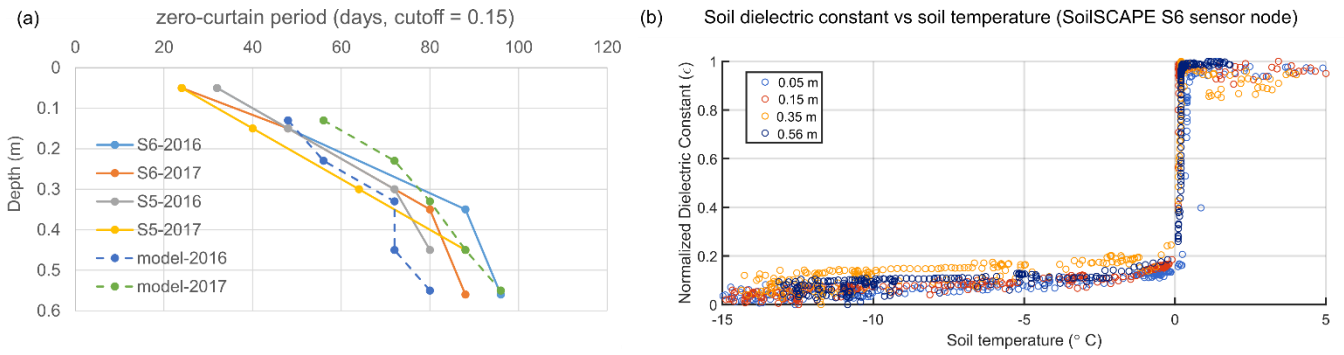 (a)
zero-curtain period (days, cutoff = 0.15)
0 20 40 60 80 100 120
0
0.1
0.2
0.3
0.4
0.5
0.6
Depth (m)
S6-2016
S6-2017
S5-2016
S5-2017
model-2016
model-2017
(b)
Soil dielectric constant vs soil temperature (SoilSCAPE S6 sensor node)
1
0.8
0.6
0.4
0.2
0
Normalized Dielectric Constant (ϵ)
0.05 m
0.15 m
0.35 m
0.56 m
-15 -10 -5 0 5
Soil temperature (° C)